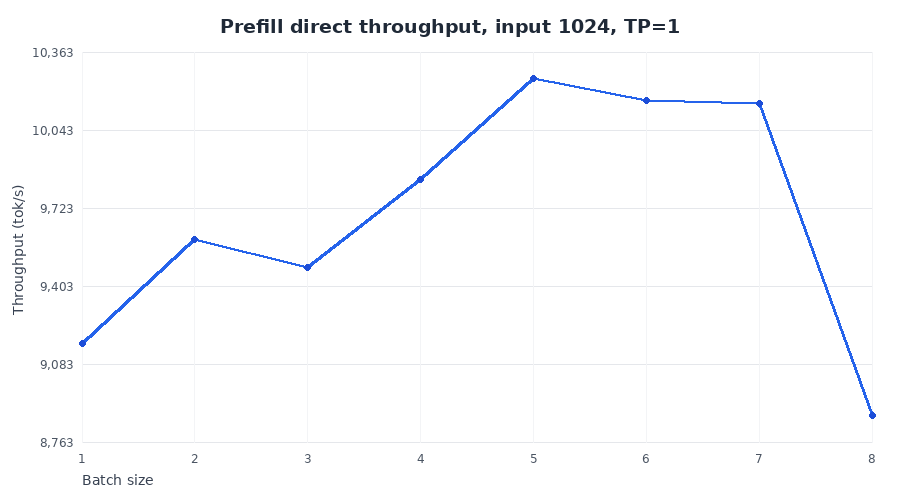 Prefill direct throughput, input 1024, TP=1
10,363
10,043
9,723
9,403
9,083
8,763
Throughput (tok/s)
1 2 3 4 5 6 7 8
Batch size